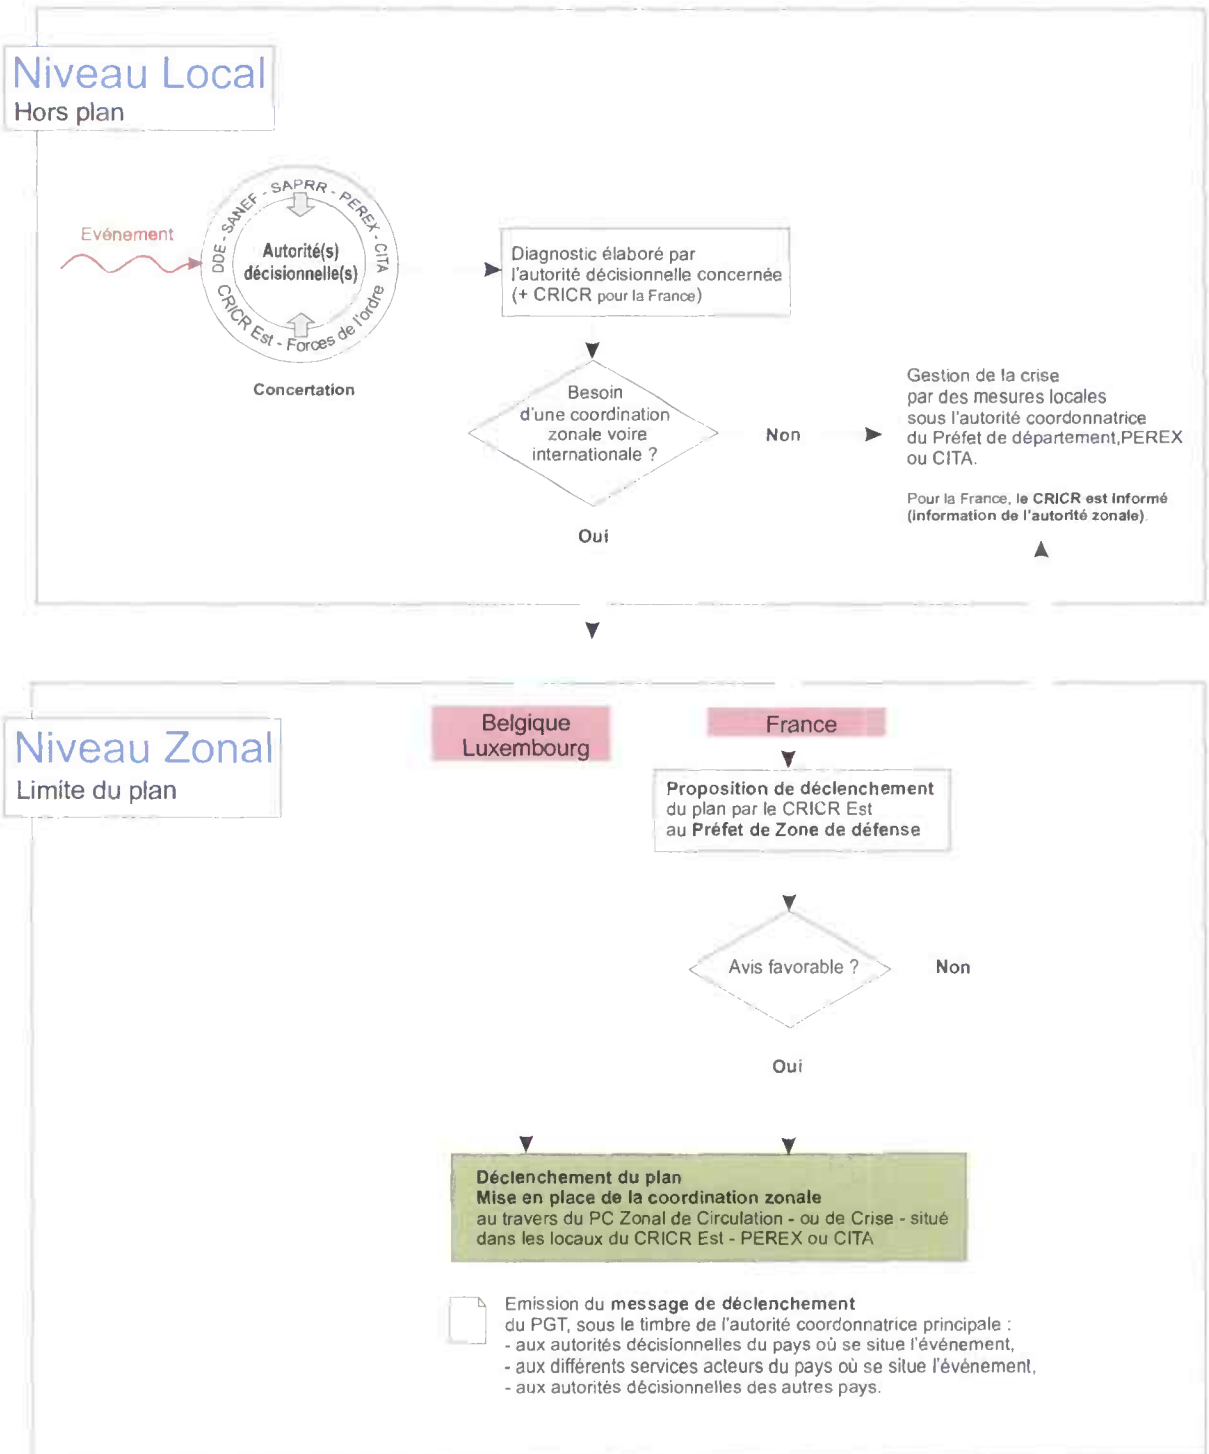 Niveau Local
Hors plan
Evénement
DDE - SANEF - SAPRR - PEREX - CITA
Autorité(s)
décisionnelle(s)
CRICR Est - Forces de l'ordre
Concertation
Diagnostic élaboré par
l'autorité décisionnelle concernée
(+ CRICR pour la France)
Besoin
d'une coordination
zonale voire
internationale ?
Non
Oui
Gestion de la crise
par des mesures locales
sous l'autorité coordonnatrice
du Préfet de département,PEREX
ou CITA.
Pour la France, le CRICR est informé
(information de l'autorité zonale).
Niveau Zonal
Limite du plan
Belgique
Luxembourg
France
Proposition de déclenchement
du plan par le CRICR Est
au Préfet de Zone de défense
Avis favorable ?
Non
Oui
Déclenchement du plan
Mise en place de la coordination zonale
au travers du PC Zonal de Circulation - ou de Crise - situé
dans les locaux du CRICR Est - PEREX ou CITA
Emission du message de déclenchement
du PGT, sous le timbre de l'autorité coordonnatrice principale :
- aux autorités décisionnelles du pays où se situe l'événement,
- aux différents services acteurs du pays où se situe l'événement,
- aux autorités décisionnelles des autres pays.